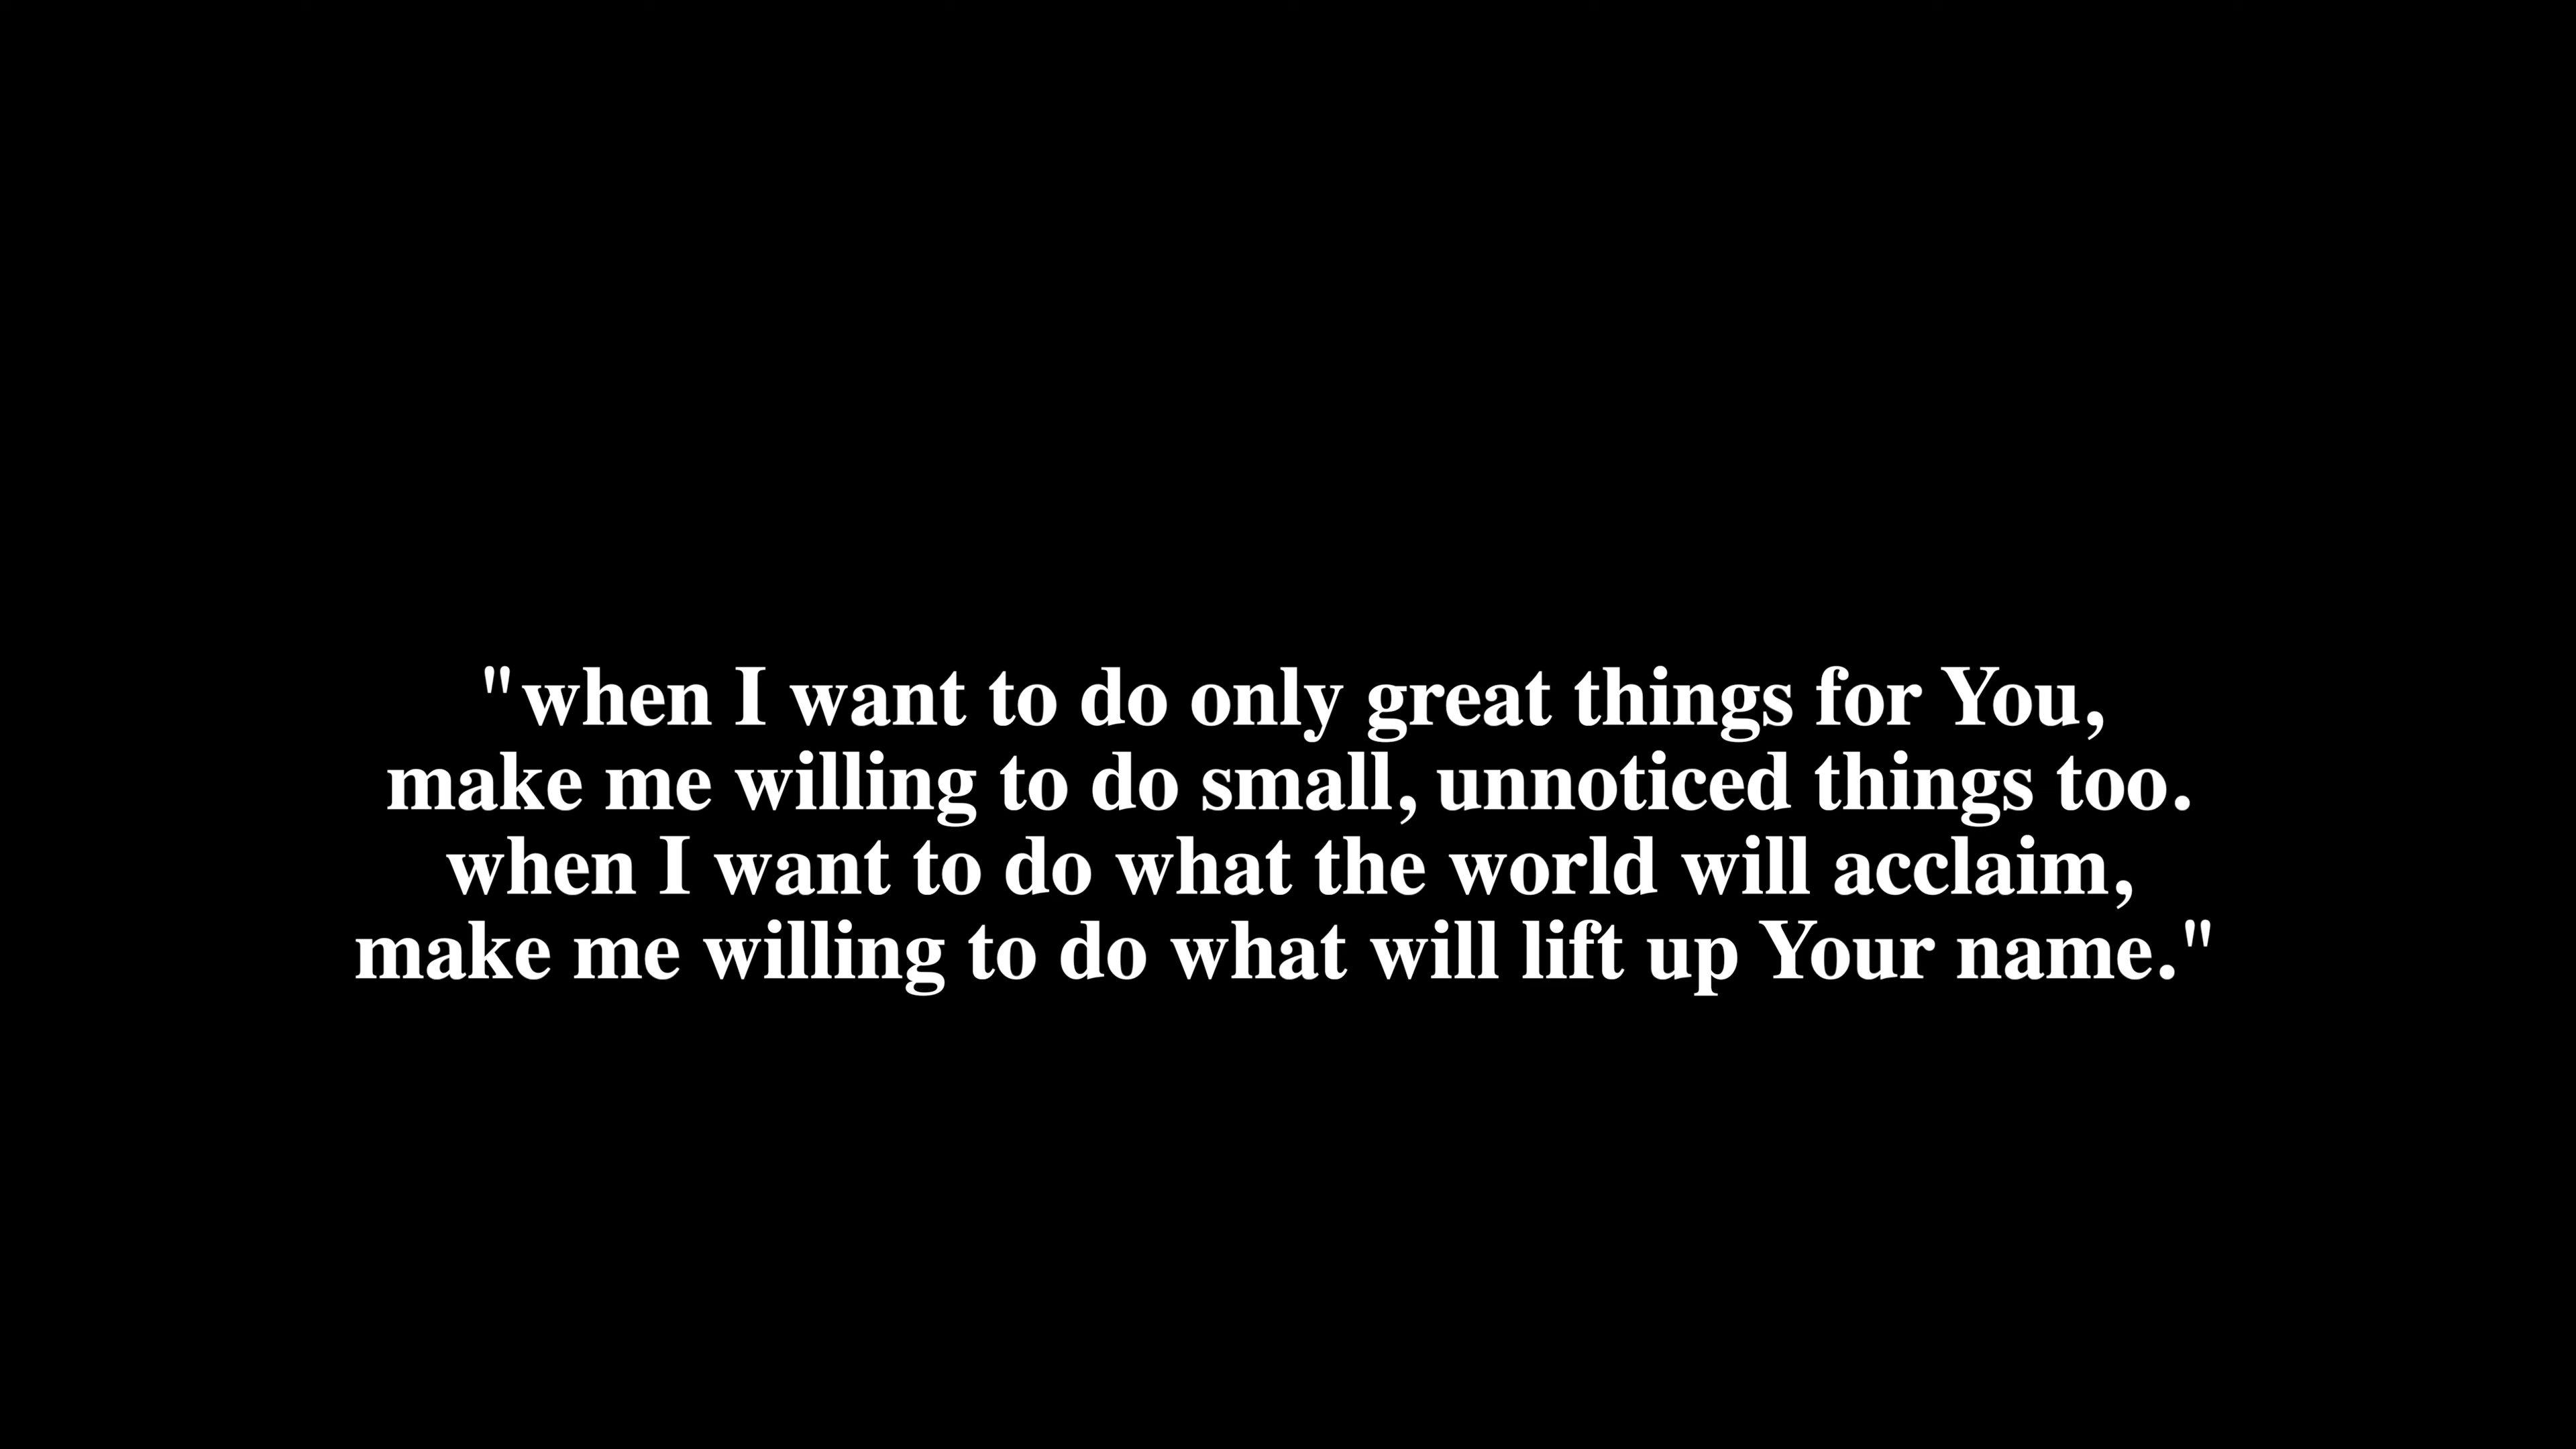 "when I want to do only great things for You,
make me willing to do small, unnoticed things too.
when I want to do what the world will acclaim,
make me willing to do what will lift up Your name."